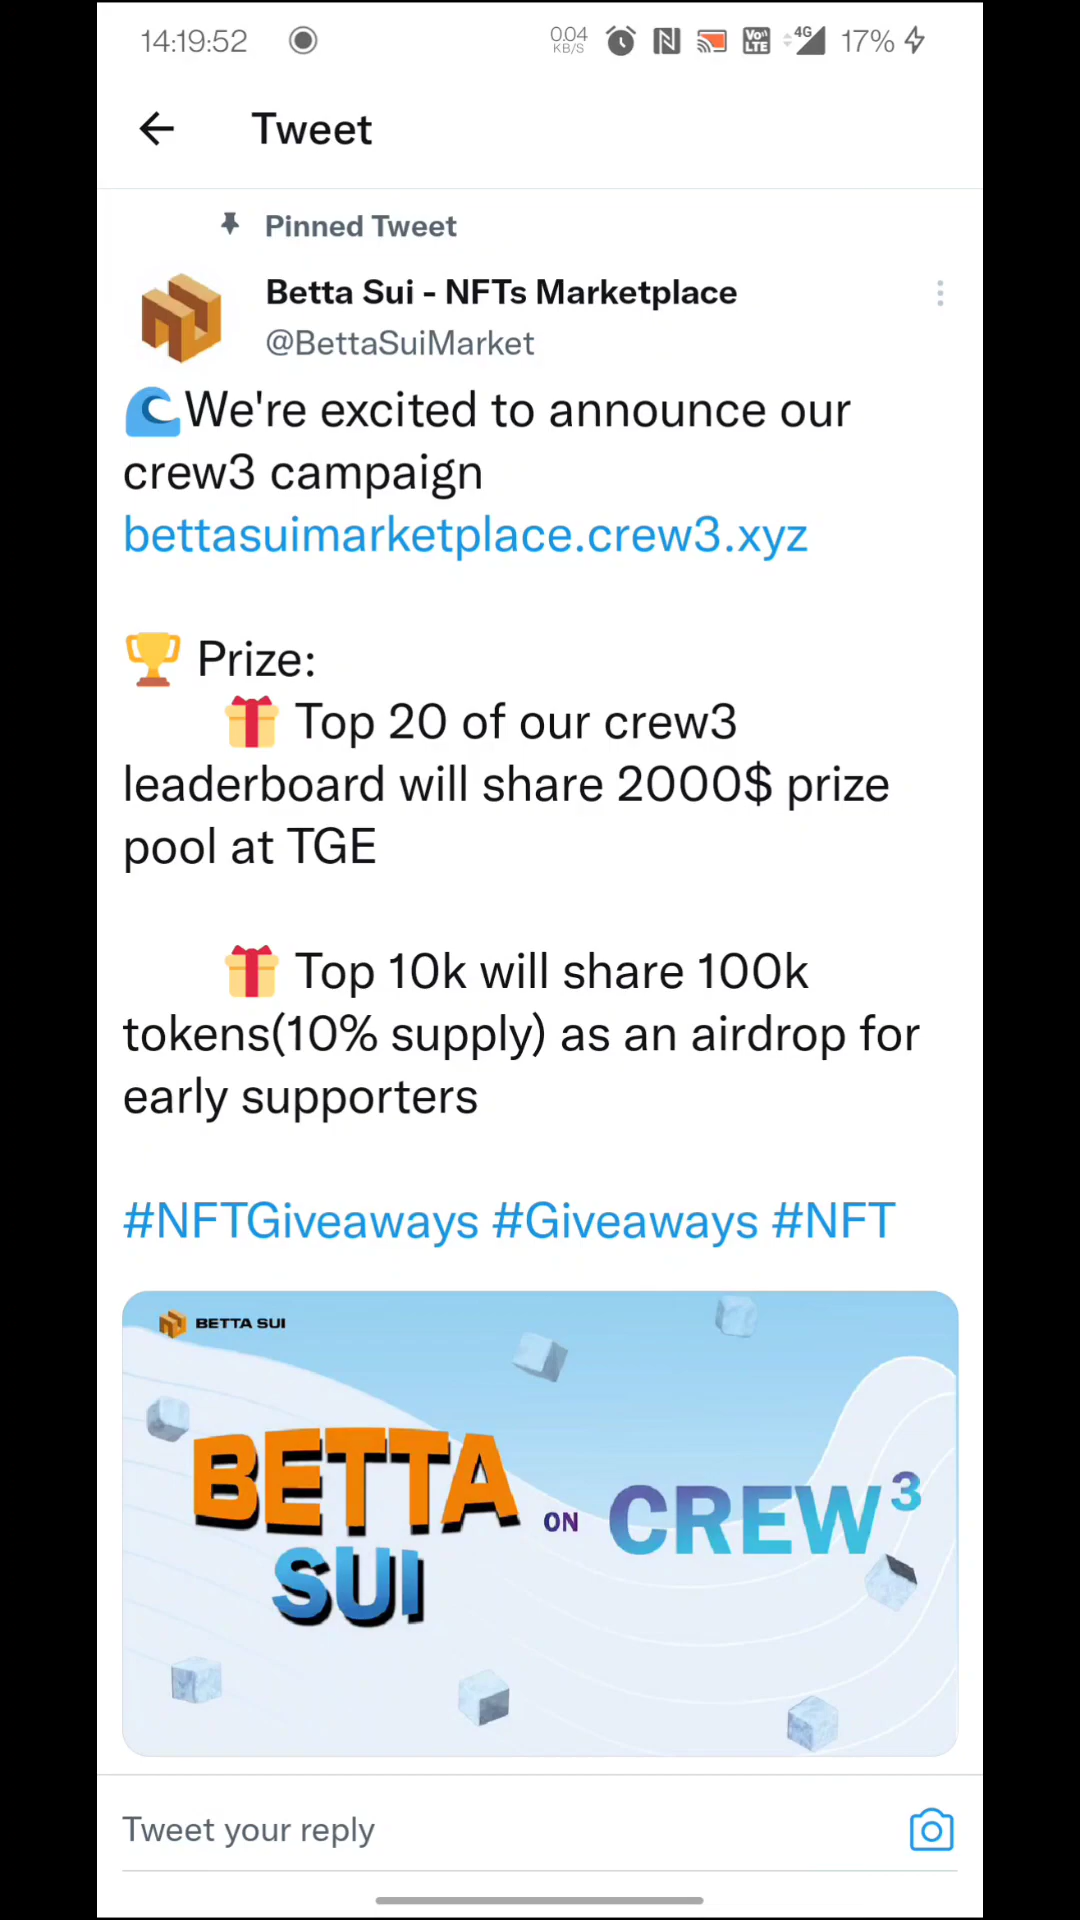 14:19:52 0.04 KB/S Vo) LTE 4G 17%
Tweet
Pinned Tweet
Betta Sui - NFTs Marketplace
@BettaSuiMarket
🌊We're excited to announce our
crew3 campaign
bettasuimarketplace.crew3.xyz
🏆 Prize:
🎁 Top 20 of our crew3
leaderboard will share 2000$ prize
pool at TGE
🎁 Top 10k will share 100k
tokens(10% supply) as an airdrop for
early supporters
#NFTGiveaways #Giveaways #NFT
BETTA SUI
BETTA
SUI
ON CREW³
Tweet your reply